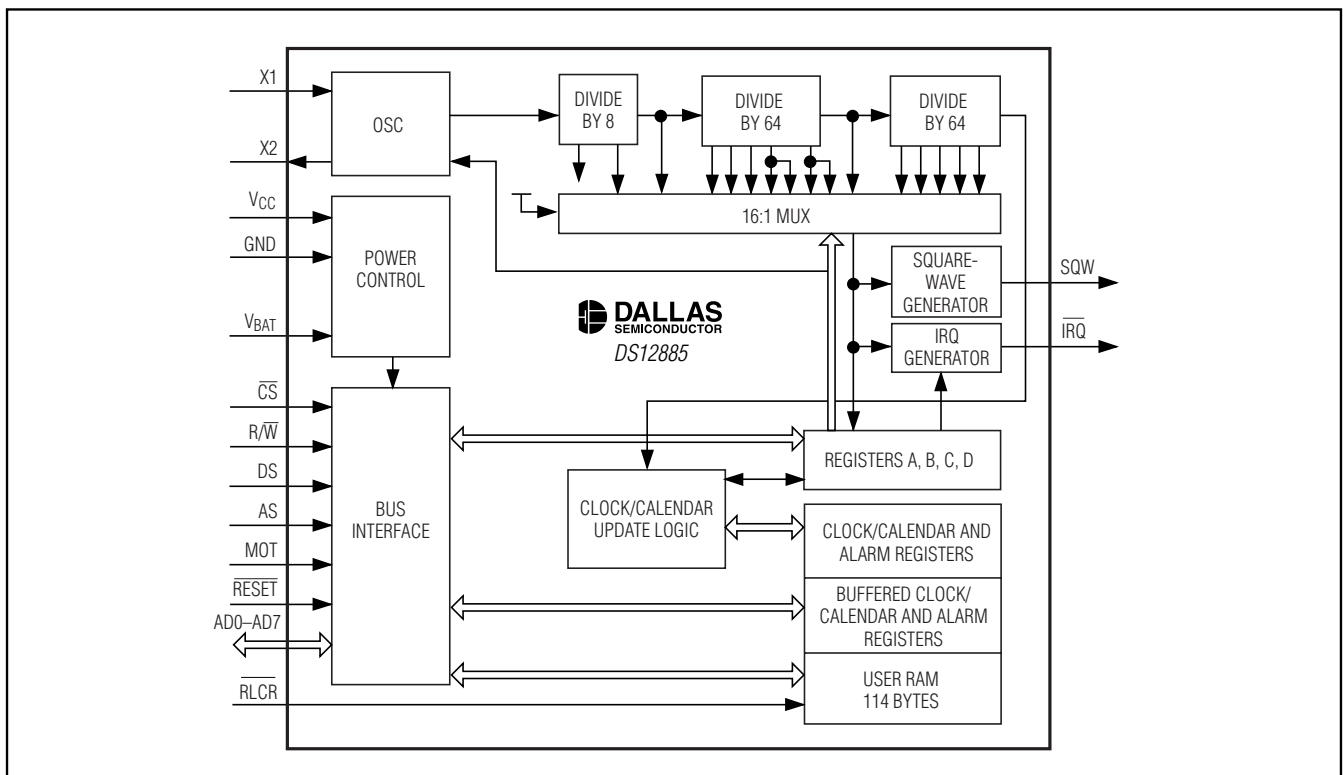 X1
X2
VCC
GND
VBAT
CS
R/W
DS
AS
MOT
RESET
AD0–AD7
RLCR
OSC
POWER
CONTROL
BUS
INTERFACE
DIVIDE
BY 8
DIVIDE
BY 64
DIVIDE
BY 64
16:1 MUX
SQUARE-
WAVE
GENERATOR
SQW
IRQ
GENERATOR
IRQ
DALLAS
SEMICONDUCTOR
DS12885
REGISTERS A, B, C, D
CLOCK/CALENDAR
UPDATE LOGIC
CLOCK/CALENDAR AND
ALARM REGISTERS
BUFFERED CLOCK/
CALENDAR AND ALARM
REGISTERS
USER RAM
114 BYTES